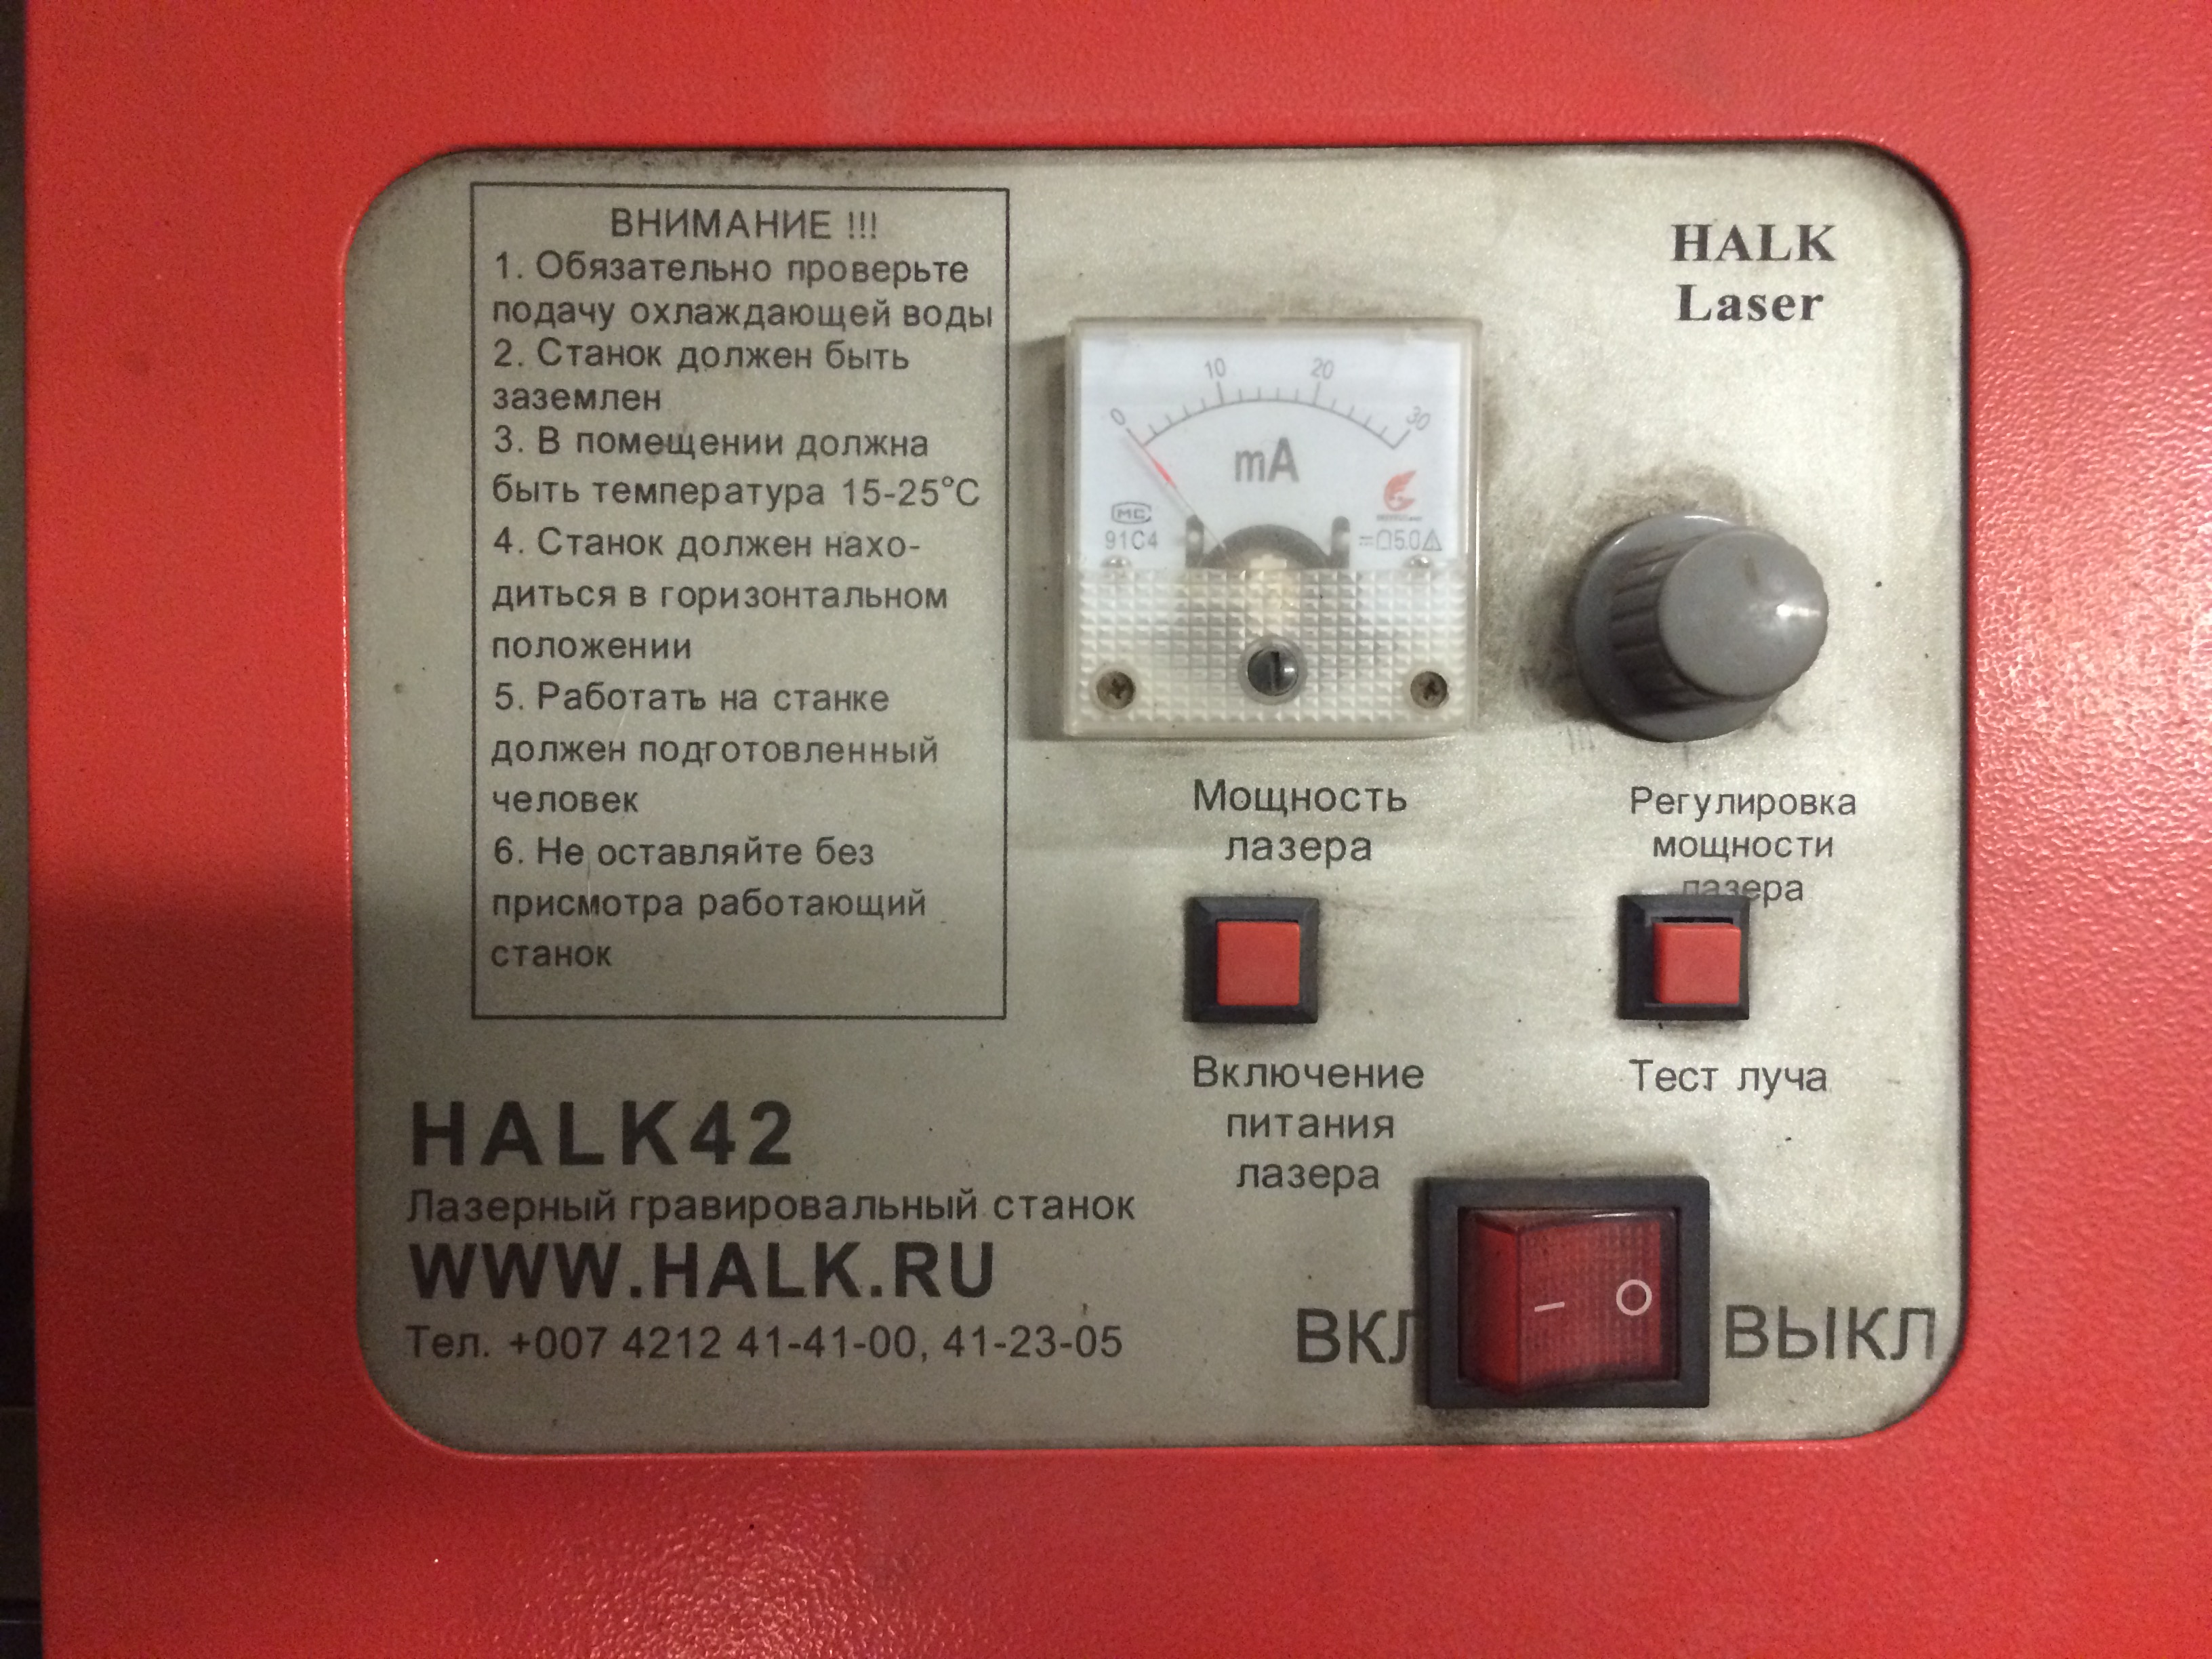 ВНИМАНИЕ !!!
1. Обязательно проверьте
подачу охлаждающей воды
2. Станок должен быть
заземлен
3. В помещении должна
быть температура 15-25°С
4. Станок должен нахо-
диться в горизонтальном
положении
5. Работать на станке
должен подготовленный
человек
6. Не оставляйте без
присмотра работающий
станок
HALK42
Лазерный гравировальный станок
WWW.HALK.RU
Тел. +007 4212 41-41-00, 41-23-05
HALK
Laser
0 10 20 30
mA
MC
91C4
5.0
Мощность
лазера
Регулировка
мощности
лазера
Включение
питания
лазера
Тест луча
ВКЛ
– O
ВЫКЛ